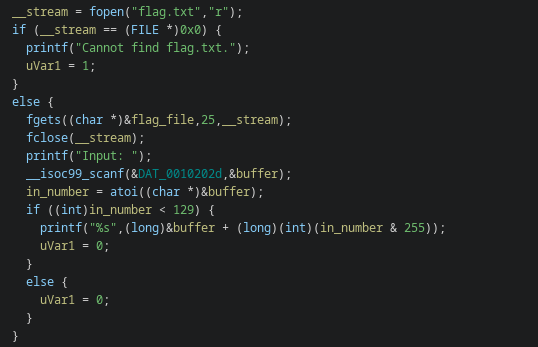 __stream = fopen("flag.txt","r");
if (__stream == (FILE *)0x0) {
  printf("Cannot find flag.txt.");
  uVar1 = 1;
}
else {
  fgets((char *)&flag_file,25,__stream);
  fclose(__stream);
  printf("Input: ");
  __isoc99_scanf(&DAT_0010202d,&buffer);
  in_number = atoi((char *)&buffer);
  if ((int)in_number < 129) {
    printf("%s",(long)&buffer + (long)(int)(in_number & 255));
    uVar1 = 0;
  }
  else {
    uVar1 = 0;
  }
}